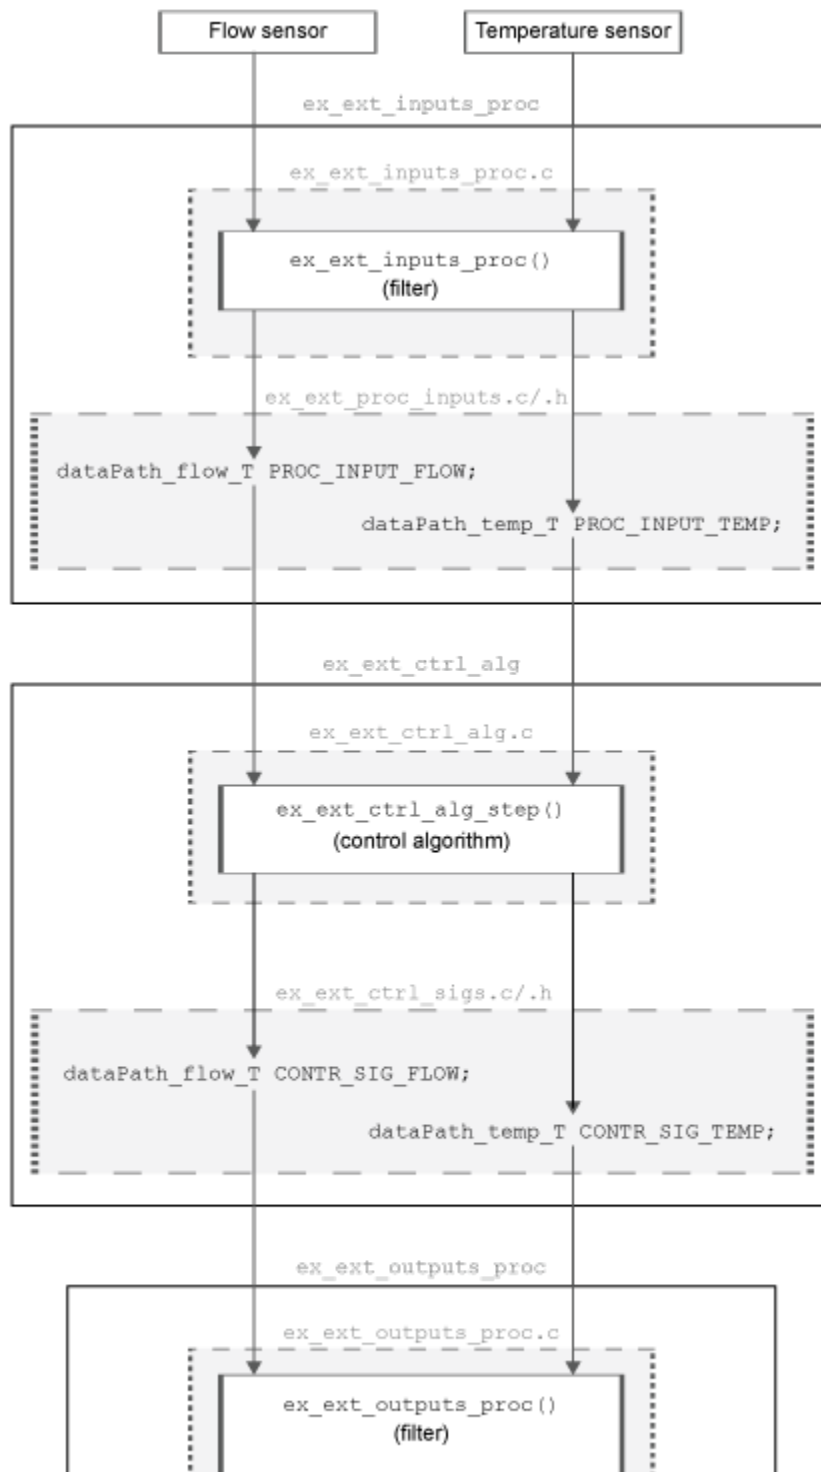 Flow sensor
Temperature sensor
ex_ext_inputs_proc
ex_ext_inputs_proc.c
ex_ext_inputs_proc()
(filter)
ex_ext_proc_inputs.c/.h
dataPath_flow_T PROC_INPUT_FLOW;
dataPath_temp_T PROC_INPUT_TEMP;
ex_ext_ctrl_alg
ex_ext_ctrl_alg.c
ex_ext_ctrl_alg_step()
(control algorithm)
ex_ext_ctrl_sigs.c/.h
dataPath_flow_T CONTR_SIG_FLOW;
dataPath_temp_T CONTR_SIG_TEMP;
ex_ext_outputs_proc
ex_ext_outputs_proc.c
ex_ext_outputs_proc()
(filter)